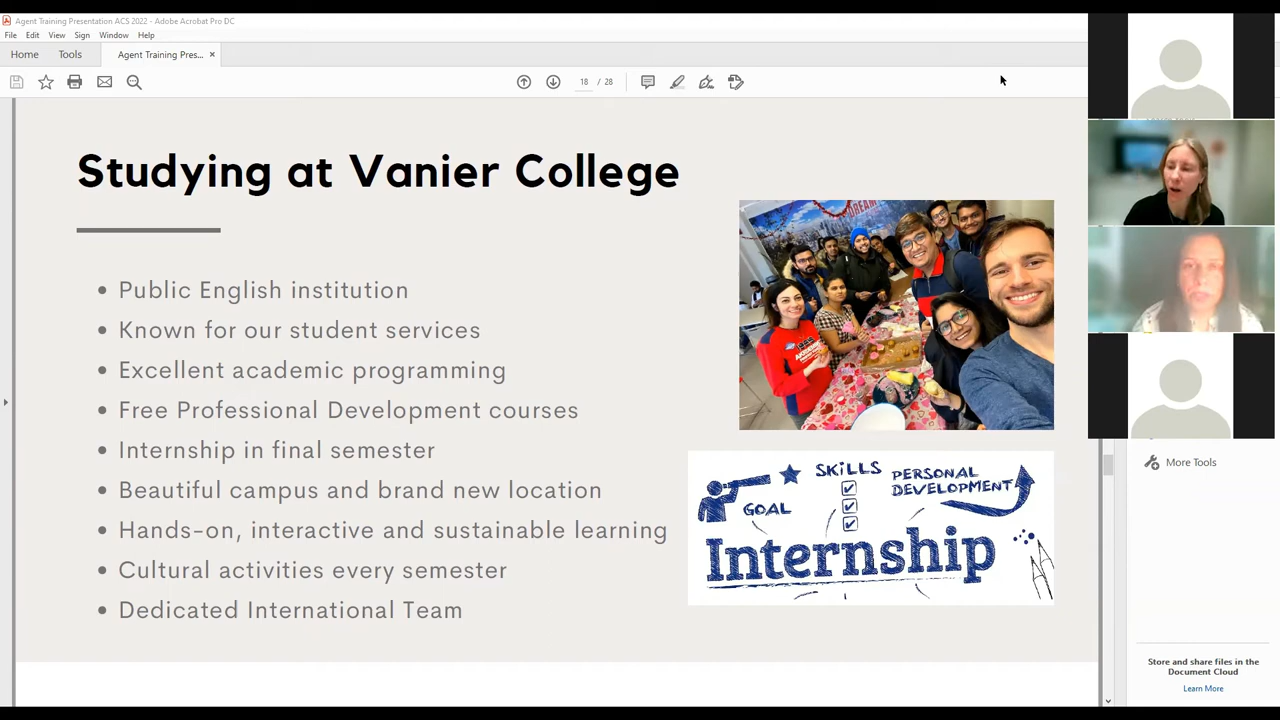 Agent Training Presentation ACS 2022 - Adobe Acrobat Pro DC
File Edit View Sign Window Help
Home Tools Agent Training Pres... ×
18 / 28
Studying at Vanier College
• Public English institution
• Known for our student services
• Excellent academic programming
• Free Professional Development courses
• Internship in final semester
• Beautiful campus and brand new location
• Hands-on, interactive and sustainable learning
• Cultural activities every semester
• Dedicated International Team
DREAM
GOAL
SKiLLS
PERSONAL
DEVELOPMENT
Internship
More Tools
Store and share files in the
Document Cloud
Learn More